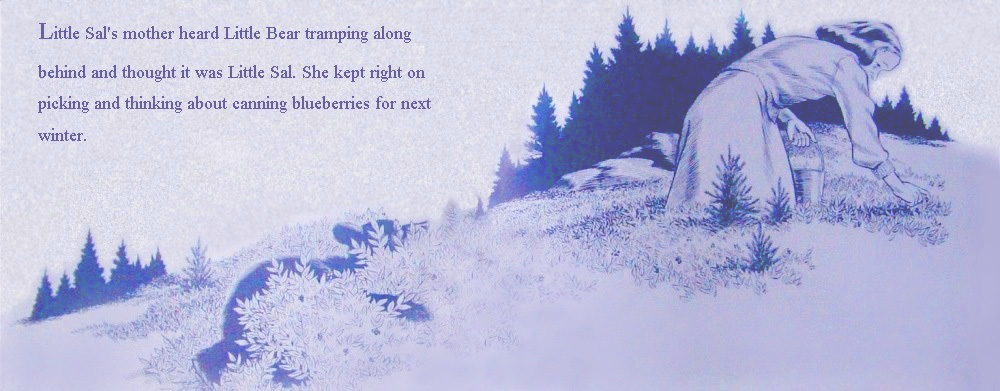 Little Sal's mother heard Little Bear tramping along
behind and thought it was Little Sal. She kept right on
picking and thinking about canning blueberries for next
winter.